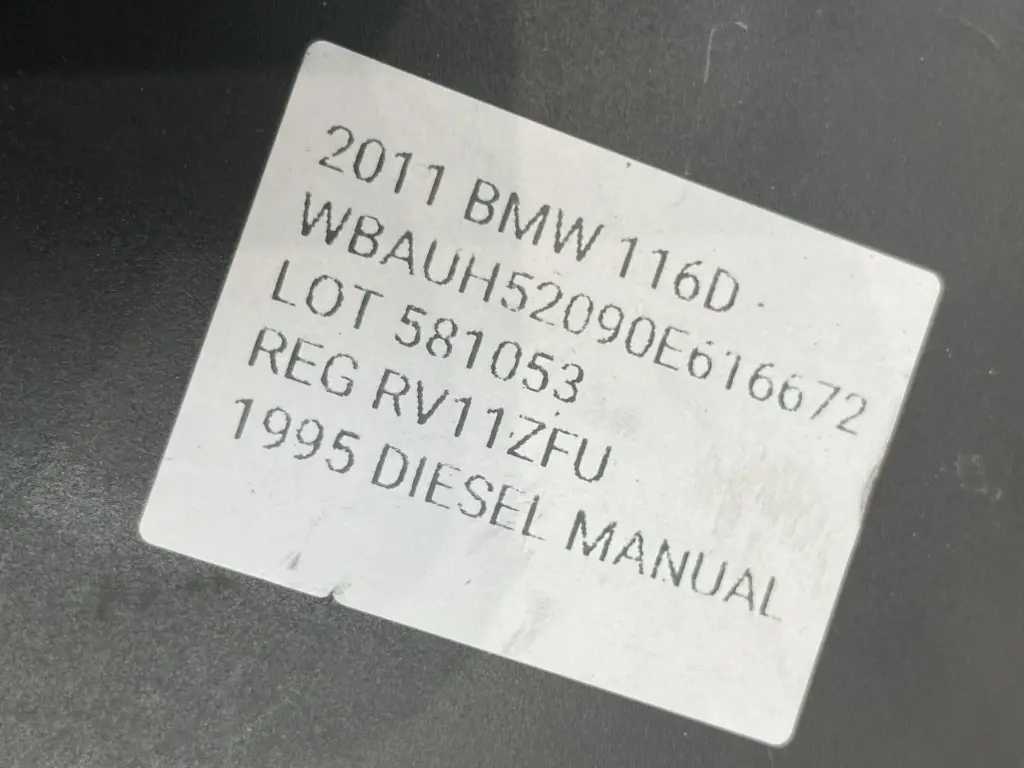 2011 BMW 116D
WBAUH52090E616672
LOT 581053
REG RV11ZFU
1995 DIESEL MANUAL